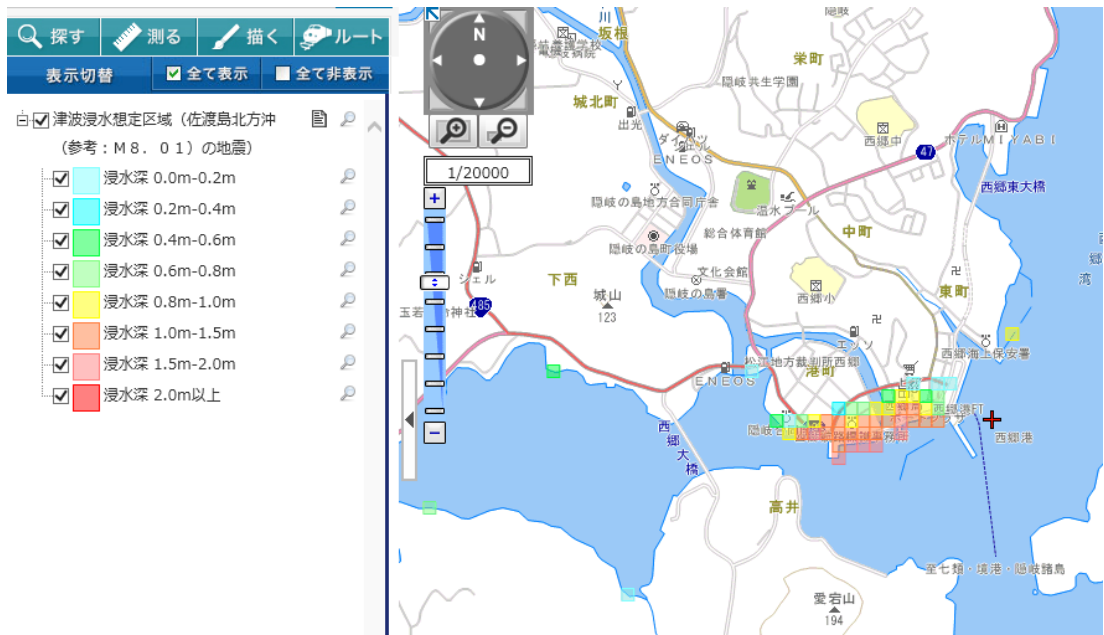 探す
測る
描く
ルート
表示切替
全て表示
全て非表示
津波浸水想定区域（佐渡島北方沖
（参考：Ｍ８．０１）の地震）
浸水深 0.0m-0.2m
浸水深 0.2m-0.4m
浸水深 0.4m-0.6m
浸水深 0.6m-0.8m
浸水深 0.8m-1.0m
浸水深 1.0m-1.5m
浸水深 1.5m-2.0m
浸水深 2.0m以上
N
1/20000
川
坂根
隠岐
栄町
隠岐共生学園
城北町
出光
ＥＮＥＯＳ
西郷中
ホテルＭＩＹＡＢＩ
47
西郷東大橋
隠岐の島地方合同庁舎
温水プール
総合体育館
中町
隠岐の島町役場
文化会館
隠岐の島署
シェル
下西
城山
123
485
西郷小
東町
郷
湾
エッソ
西郷海上保安署
松江地方裁判所西郷
港町
ＥＮＥＯＳ
西郷港FT
西郷港
西郷大橋
高井
至七類・境港・隠岐諸島
愛宕山
194